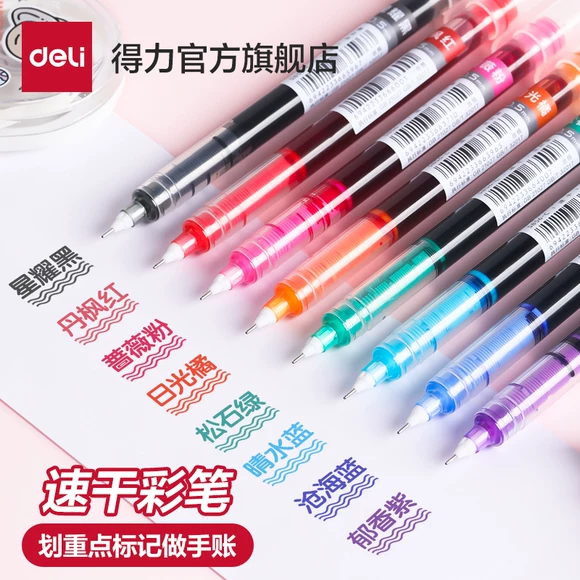 deli 得力官方旗舰店
星耀黑
丹枫红
蔷薇粉
日光橘
松石绿
晴水蓝
沧海蓝
郁香紫
速干彩笔
划重点标记做手账